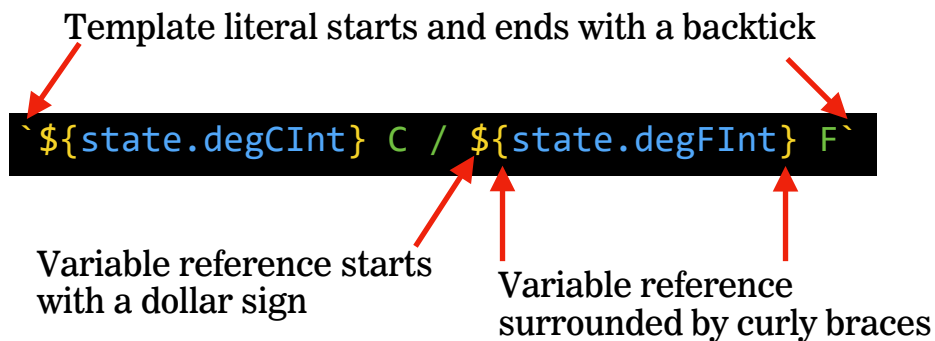 Template literal starts and ends with a backtick
`${state.degCInt} C / ${state.degFInt} F`
Variable reference starts
with a dollar sign
Variable reference
surrounded by curly braces